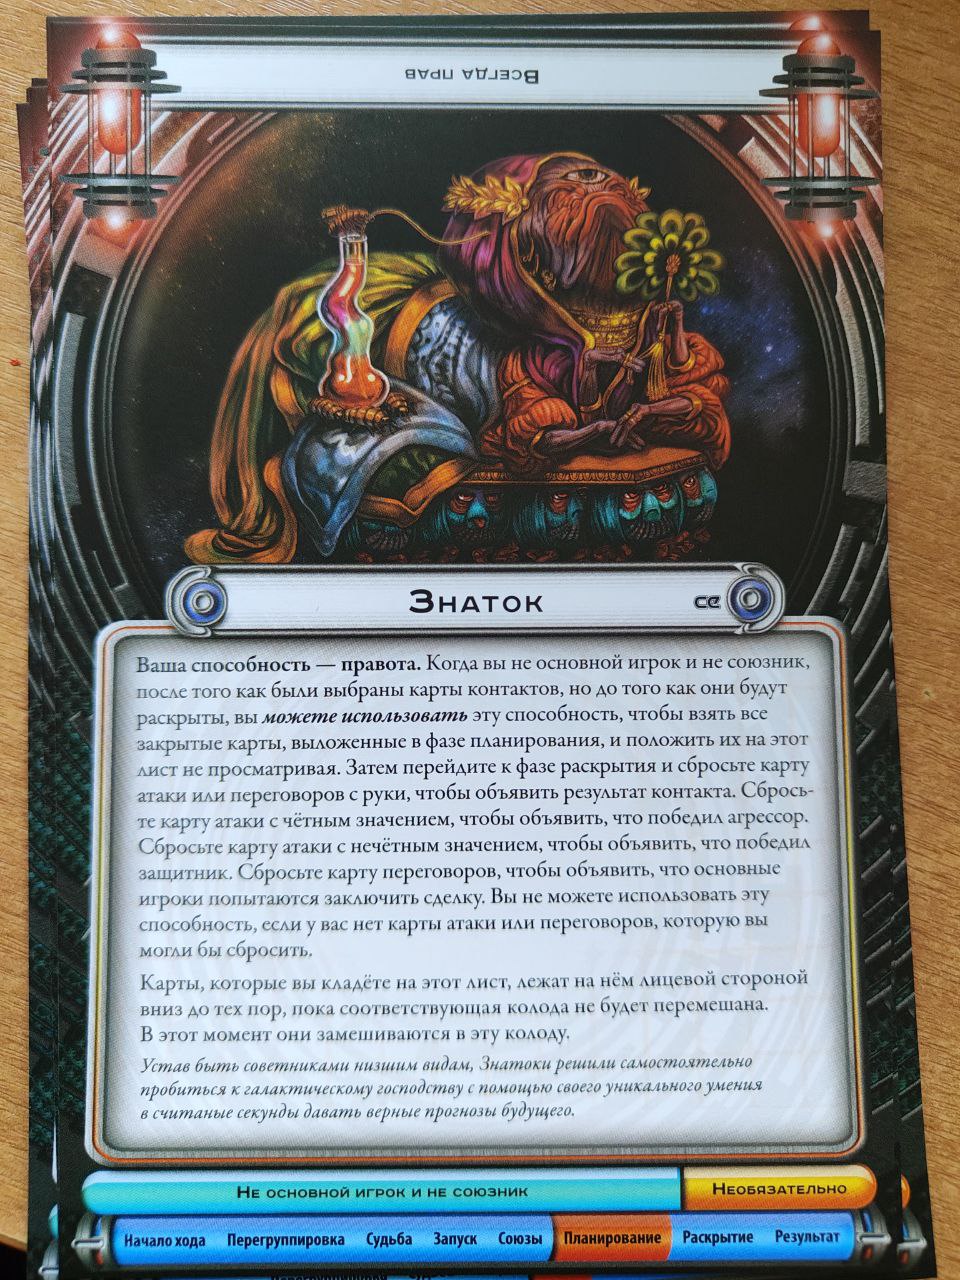 Всегда прав
Знаток
CE
Ваша способность — правота. Когда вы не основной игрок и не союзник,
после того как были выбраны карты контактов, но до того как они будут
раскрыты, вы можете использовать эту способность, чтобы взять все
закрытые карты, выложенные в фазе планирования, и положить их на этот
лист не просматривая. Затем перейдите к фазе раскрытия и сбросьте карту
атаки или переговоров с руки, чтобы объявить результат контакта. Сбрось-
те карту атаки с чётным значением, чтобы объявить, что победил агрессор.
Сбросьте карту атаки с нечётным значением, чтобы объявить, что победил
защитник. Сбросьте карту переговоров, чтобы объявить, что основные
игроки попытаются заключить сделку. Вы не можете использовать эту
способность, если у вас нет карты атаки или переговоров, которую вы
могли бы сбросить.
Карты, которые вы кладёте на этот лист, лежат на нём лицевой стороной
вниз до тех пор, пока соответствующая колода не будет перемешана.
В этот момент они замешиваются в эту колоду.
Устав быть советниками низшим видам, Знатоки решили самостоятельно
пробиться к галактическому господству с помощью своего уникального умения
в считаные секунды давать верные прогнозы будущего.
Не основной игрок и не союзник Необязательно
Начало хода Перегруппировка Судьба Запуск Союзы Планирование Раскрытие Результат